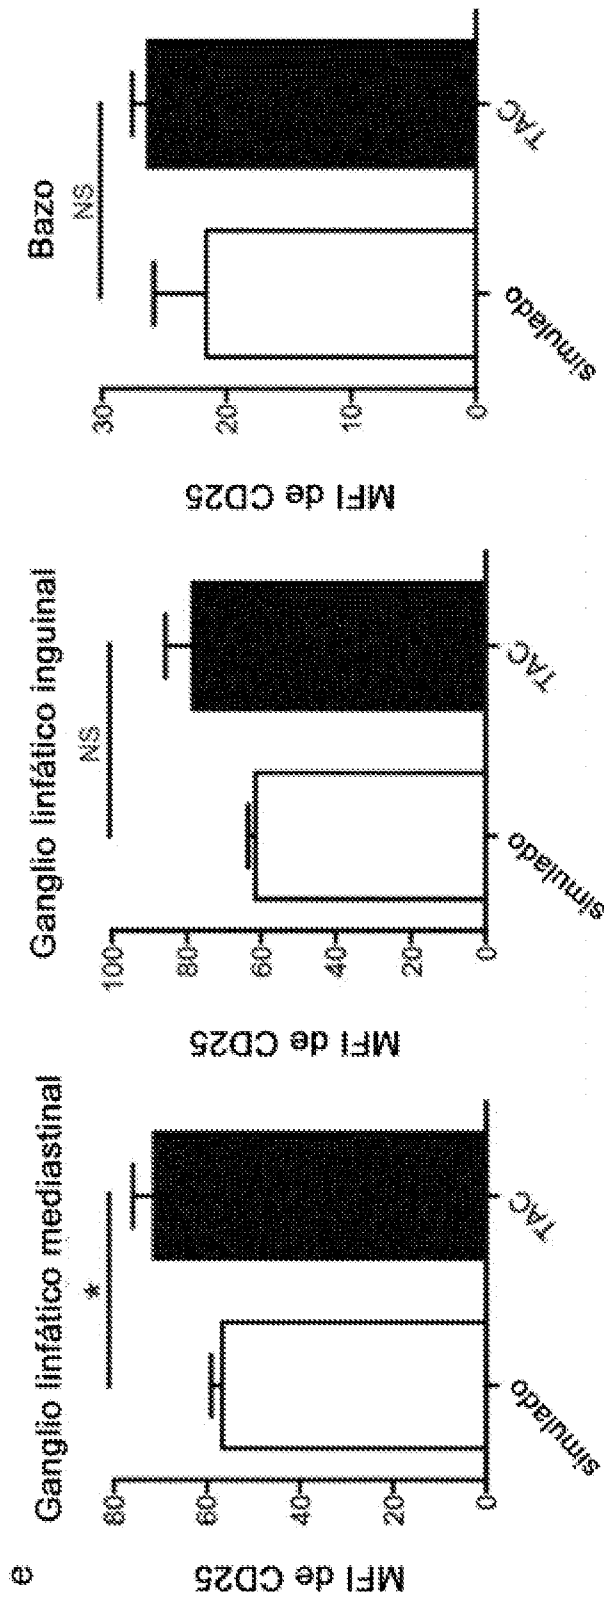 e
Ganglio linfático mediastinal
MFI de CD25
80
60
40
20
0
*
simulado
TAC
Ganglio linfático inguinal
MFI de CD25
100
80
60
40
20
0
NS
simulado
TAC
Bazo
MFI de CD25
30
20
10
0
NS
simulado
TAC